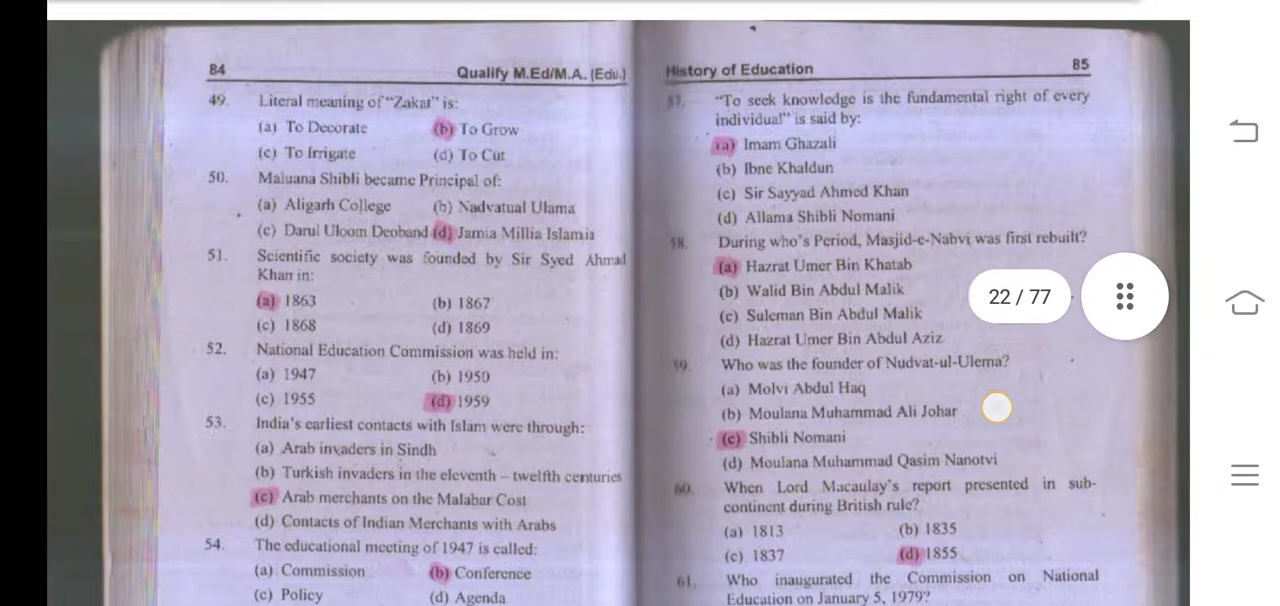 84 Qualify M.Ed/M.A. (Edu.)
49. Literal meaning of "Zakat" is:
(a) To Decorate (b) To Grow
(c) To Irrigate (d) To Cut
50. Maluana Shibli became Principal of:
(a) Aligarh College (b) Nadvatual Ulama
(c) Darul Uloom Deoband (d) Jamia Millia Islamia
51. Scientific society was founded by Sir Syed Ahmad
Khan in:
(a) 1863 (b) 1867
(c) 1868 (d) 1869
52. National Education Commission was held in:
(a) 1947 (b) 1950
(c) 1955 (d) 1959
53. India's earliest contacts with Islam were through:
(a) Arab invaders in Sindh
(b) Turkish invaders in the eleventh – twelfth centuries
(c) Arab merchants on the Malabar Cost
(d) Contacts of Indian Merchants with Arabs
54. The educational meeting of 1947 is called:
(a) Commission (b) Conference
(c) Policy (d) Agenda
History of Education 85
57. "To seek knowledge is the fundamental right of every
individual" is said by:
(a) Imam Ghazali
(b) Ibne Khaldun
(c) Sir Sayyad Ahmed Khan
(d) Allama Shibli Nomani
58. During who's Period, Masjid-e-Nabvi was first rebuilt?
(a) Hazrat Umer Bin Khatab
(b) Walid Bin Abdul Malik
(c) Suleman Bin Abdul Malik
(d) Hazrat Umer Bin Abdul Aziz
59. Who was the founder of Nudvat-ul-Ulema?
(a) Molvi Abdul Haq
(b) Moulana Muhammad Ali Johar
(c) Shibli Nomani
(d) Moulana Muhammad Qasim Nanotvi
60. When Lord Macaulay's report presented in sub-
continent during British rule?
(a) 1813 (b) 1835
(c) 1837 (d) 1855
61. Who inaugurated the Commission on National
Education on January 5, 1979?
22 / 77